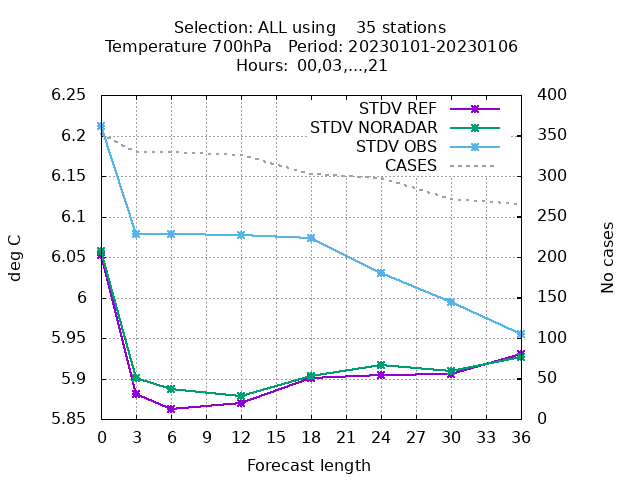 Selection: ALL using    35 stations
Temperature 700hPa   Period: 20230101-20230106
Hours: 00,03,...,21
STDV REF
STDV NORADAR
STDV OBS
CASES
6.25
6.2
6.15
6.1
6.05
6
5.95
5.9
5.85
deg C
400
350
300
250
200
150
100
50
0
No cases
0 3 6 9 12 15 18 21 24 27 30 33 36
Forecast length